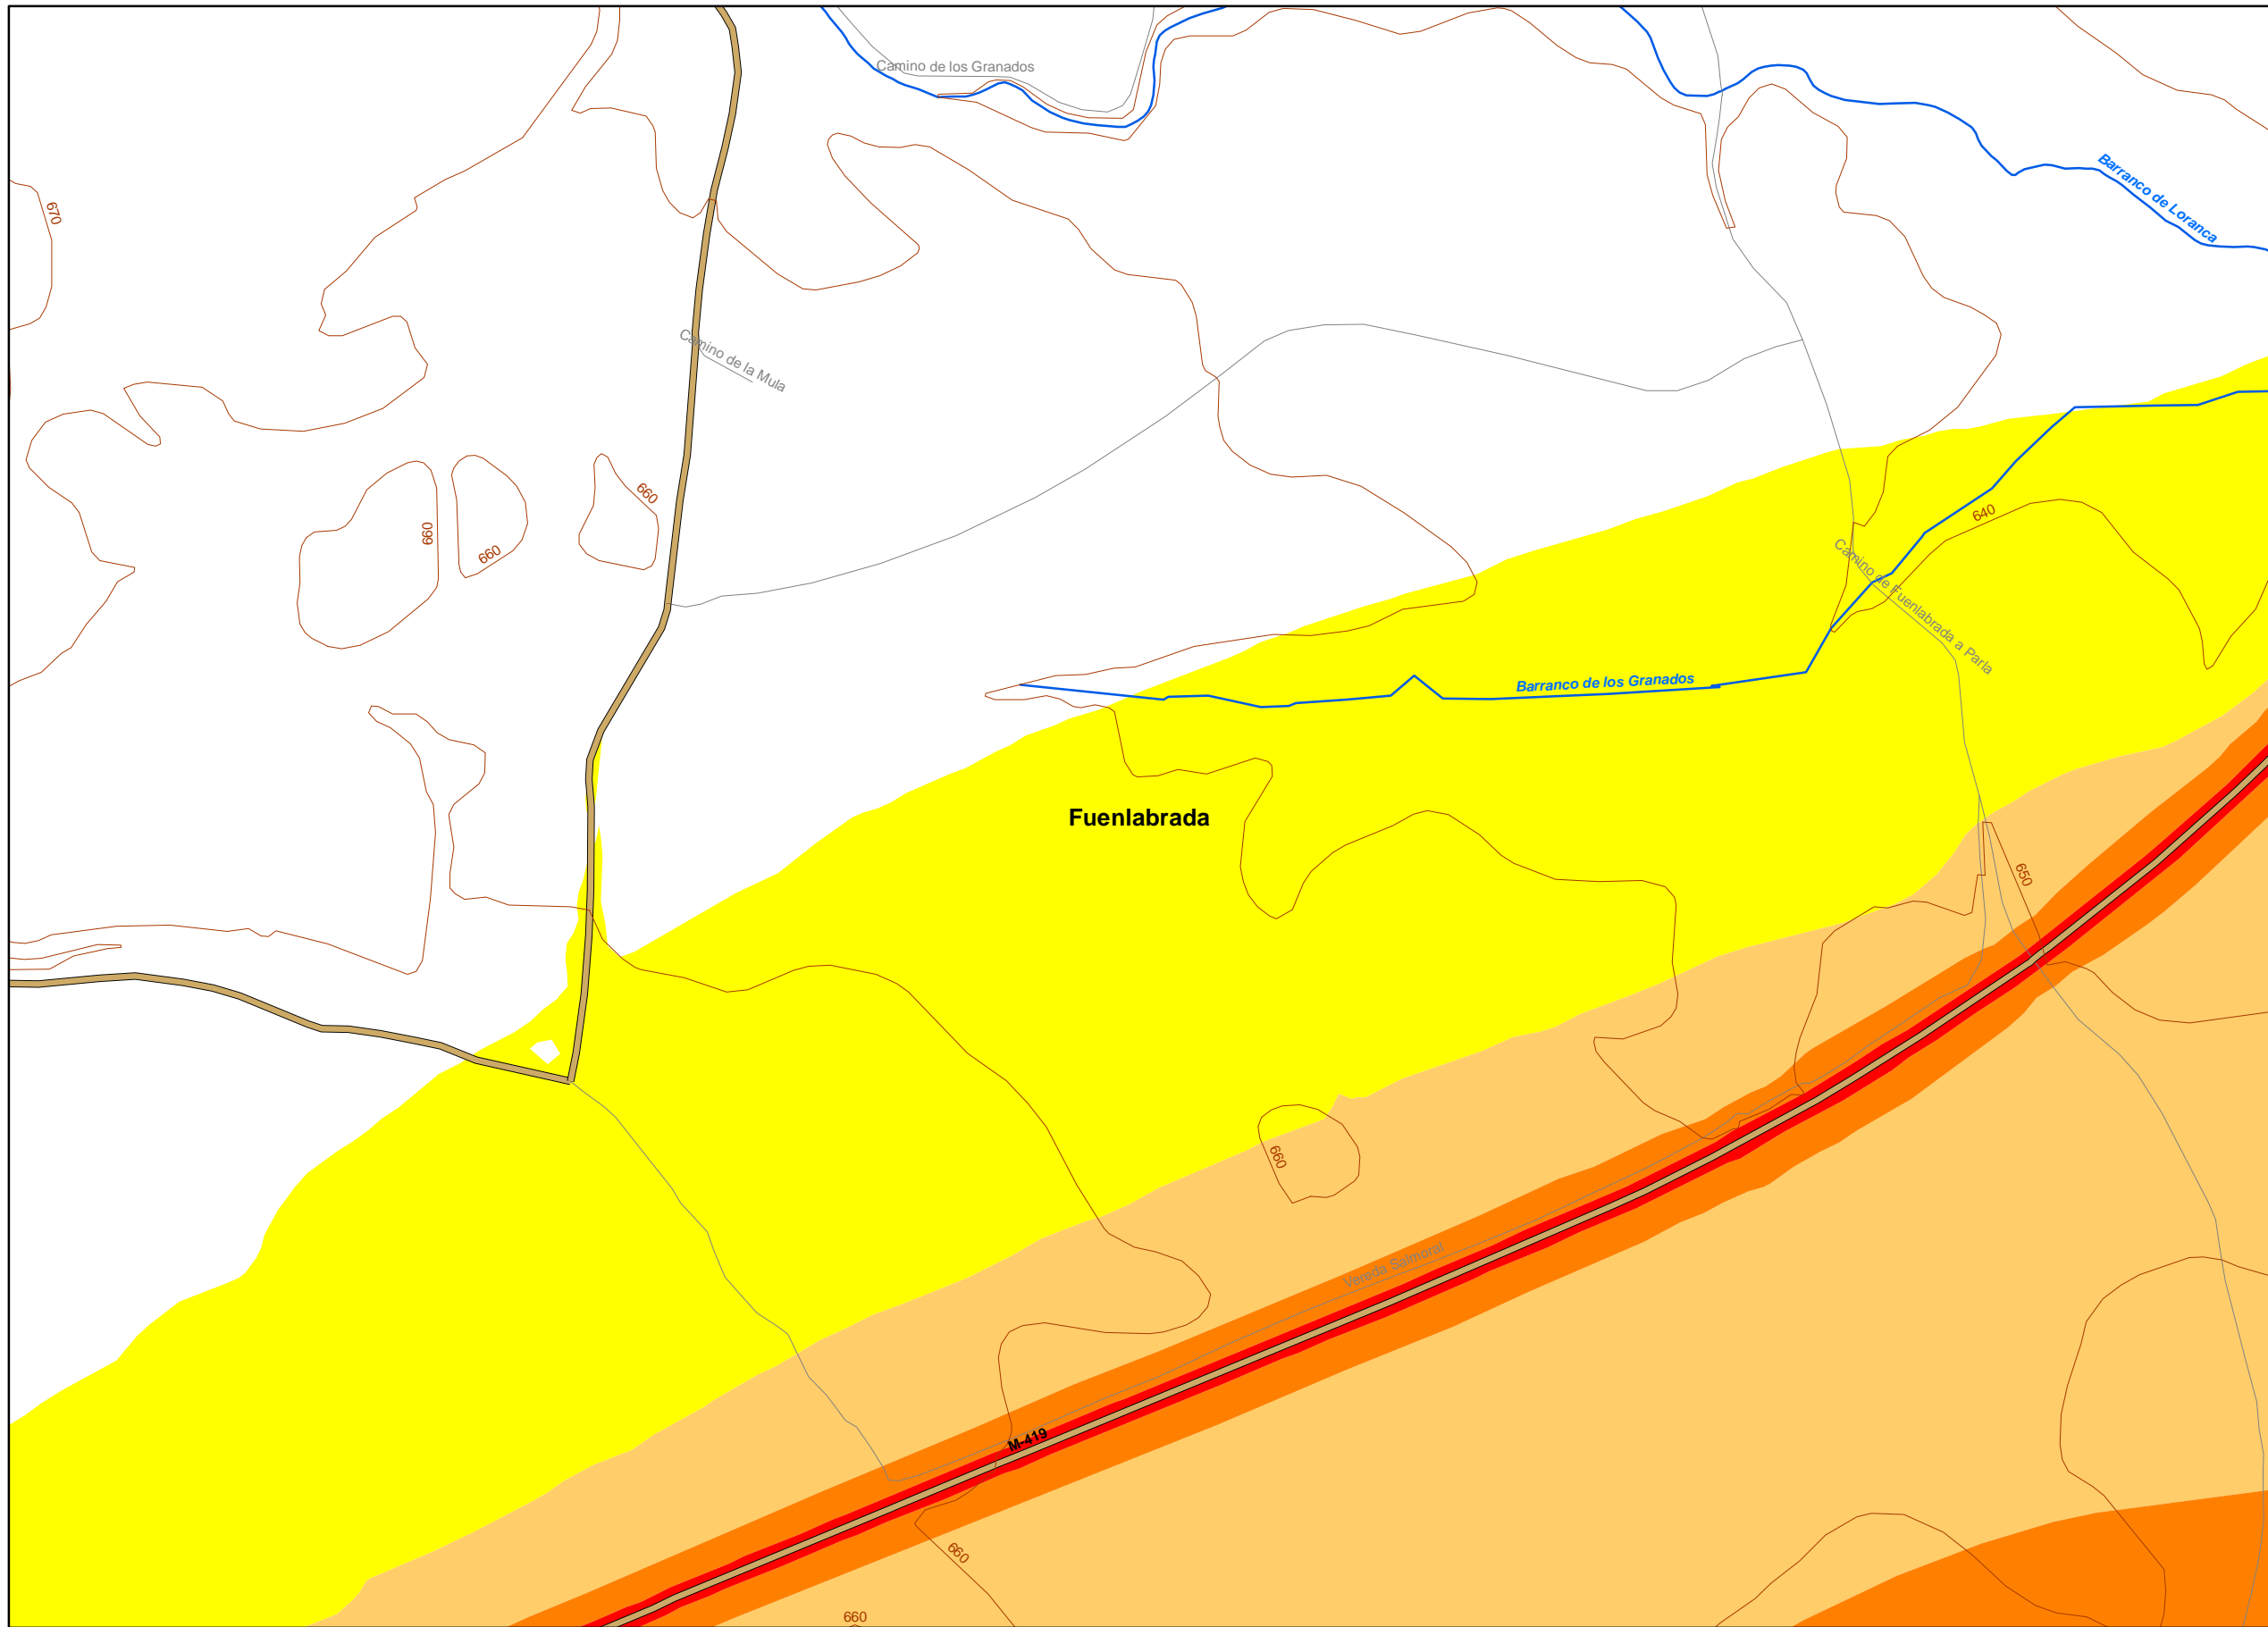 Camino de los Granados
Barranco de Loranca
670
Camino de la Mula
660
660
660
640
Camino de Fuenlabrada a Parla
Barranco de los Granados
Fuenlabrada
650
660
Vereda Salmoral
M-419
660
660